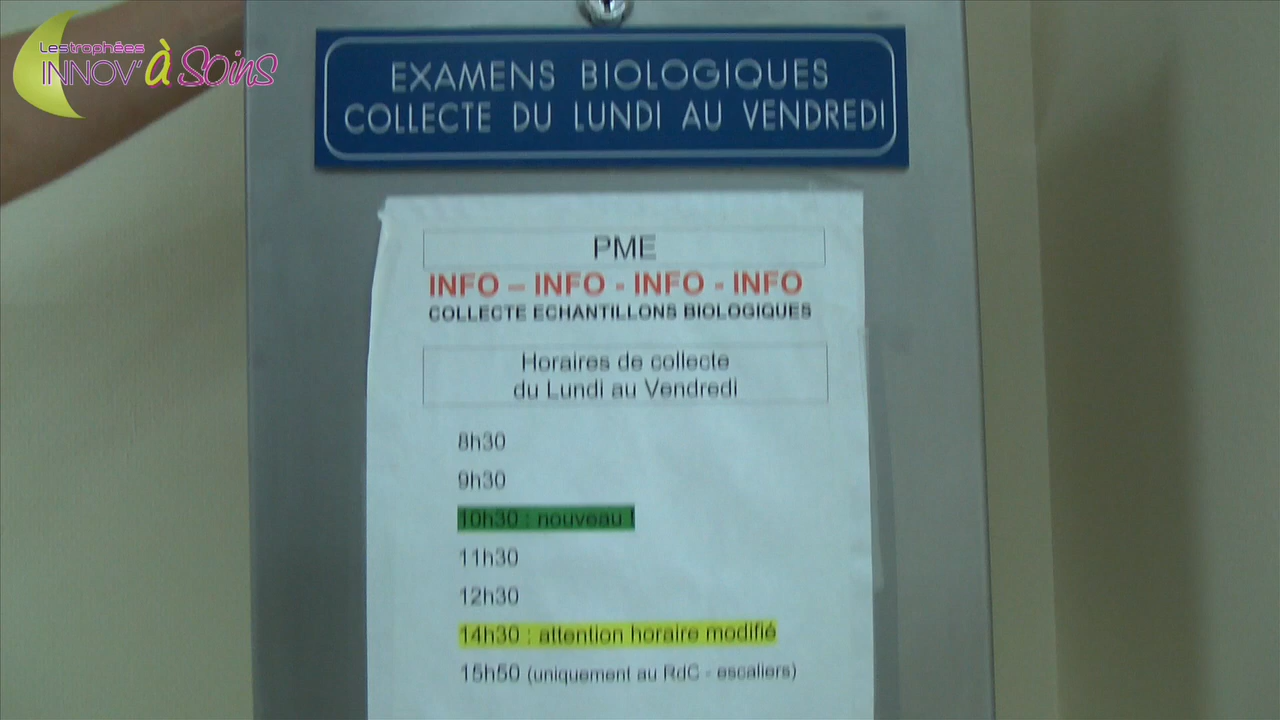 Les trophées
INNOV' à Soins
EXAMENS BIOLOGIQUES
COLLECTE DU LUNDI AU VENDREDI
PME
INFO – INFO - INFO - INFO
COLLECTE ECHANTILLONS BIOLOGIQUES
Horaires de collecte
du Lundi au Vendredi
8h30
9h30
10h30 : nouveau !
11h30
12h30
14h30 : attention horaire modifié
15h50 (uniquement au RdC - escaliers)